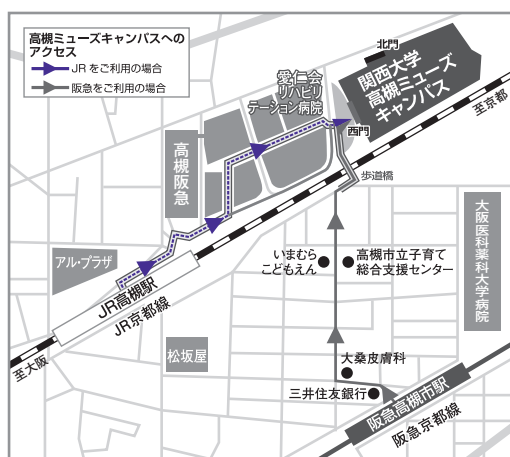 高槻ミューズキャンパスへの
アクセス
JRをご利用の場合
阪急をご利用の場合
北門
関西大学
高槻ミューズ
キャンパス
愛仁会
リハビリ
テーション病院
西門
至京都
高槻阪急
歩道橋
大阪医科薬科大学病院
アル・プラザ
いまむら
こどもえん
高槻市立子育て
総合支援センター
JR高槻駅
JR京都線
至大阪
松坂屋
大桑皮膚科
三井住友銀行
阪急高槻市駅
阪急京都線